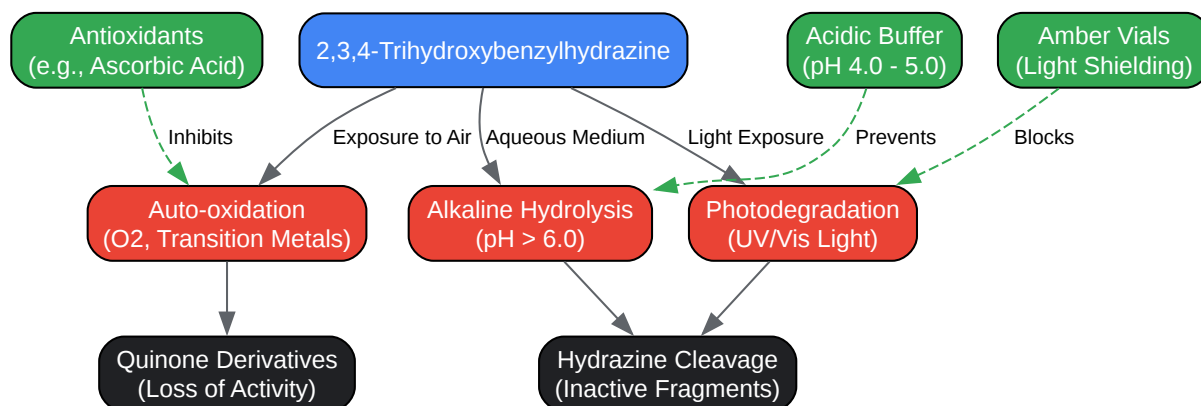 Antioxidants
(e.g., Ascorbic Acid)
2,3,4-Trihydroxybenzylhydrazine
Acidic Buffer
(pH 4.0 - 5.0)
Amber Vials
(Light Shielding)
Inhibits
Exposure to Air
Aqueous Medium
Light Exposure
Prevents
Blocks
Auto-oxidation
(O2, Transition Metals)
Alkaline Hydrolysis
(pH > 6.0)
Photodegradation
(UV/Vis Light)
Quinone Derivatives
(Loss of Activity)
Hydrazine Cleavage
(Inactive Fragments)